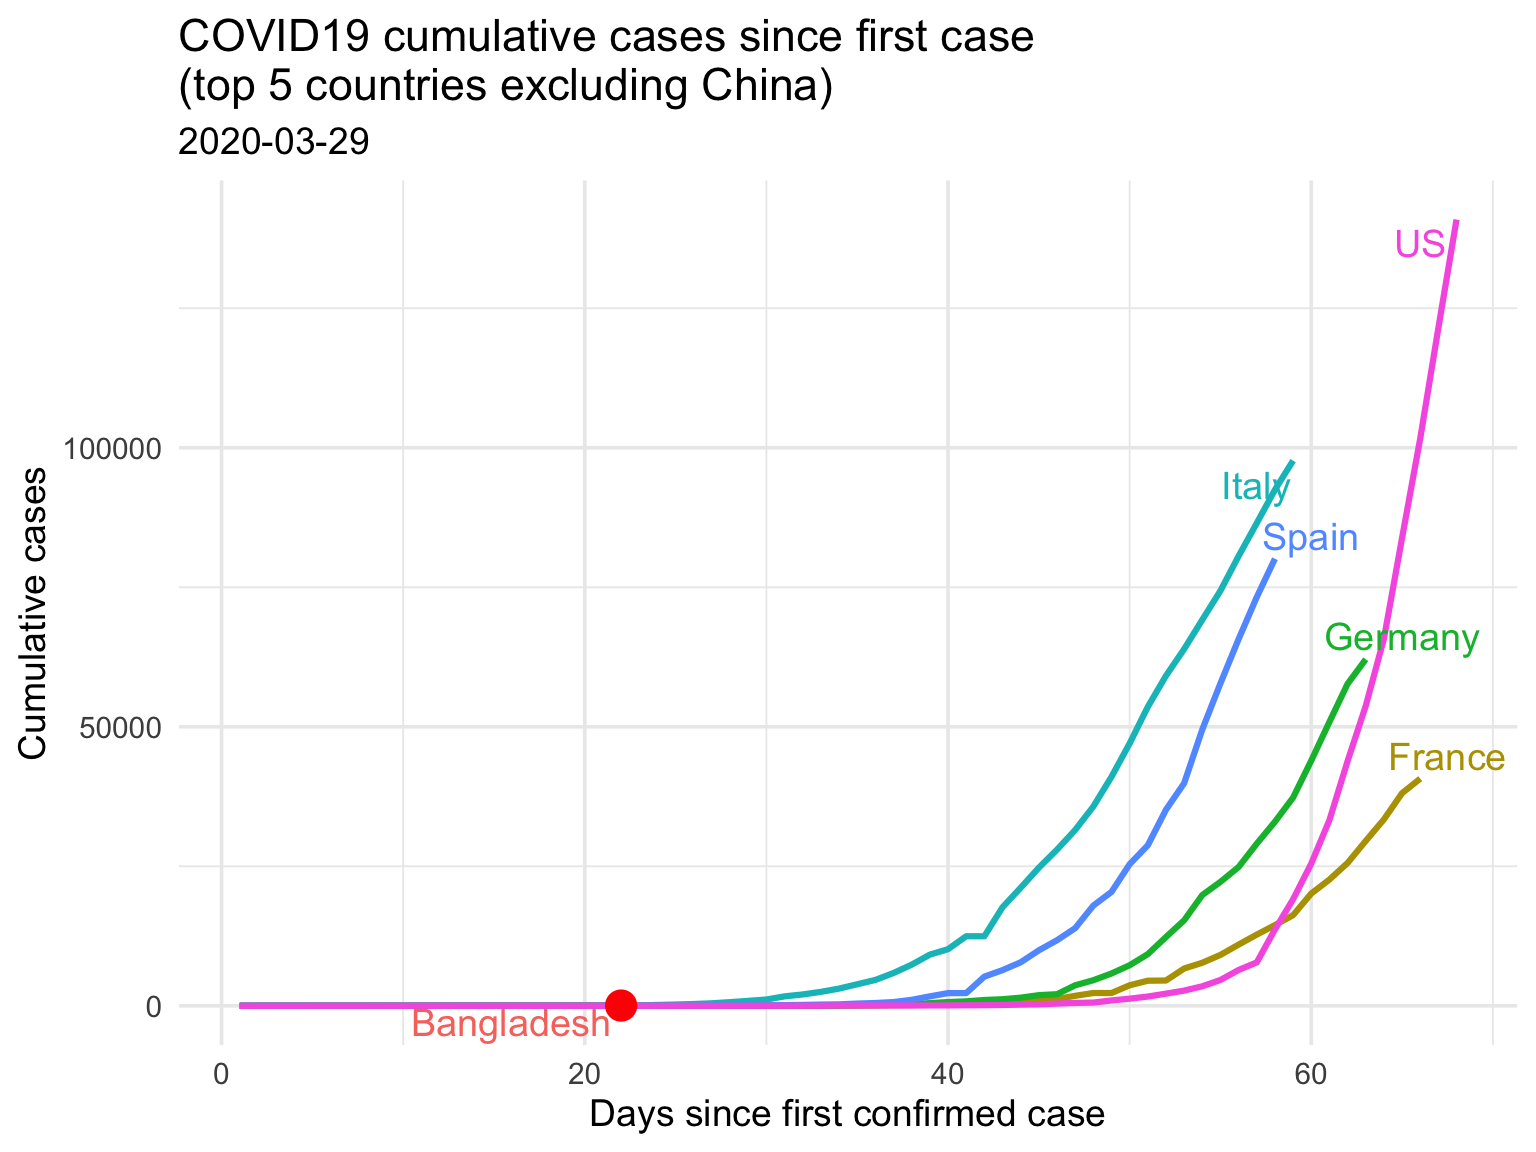 COVID19 cumulative cases since first case
(top 5 countries excluding China)
2020-03-29
US
100000
Italy
Spain
Germany
50000
France
0
Bangladesh
0 20 40 60
Days since first confirmed case
Cumulative cases